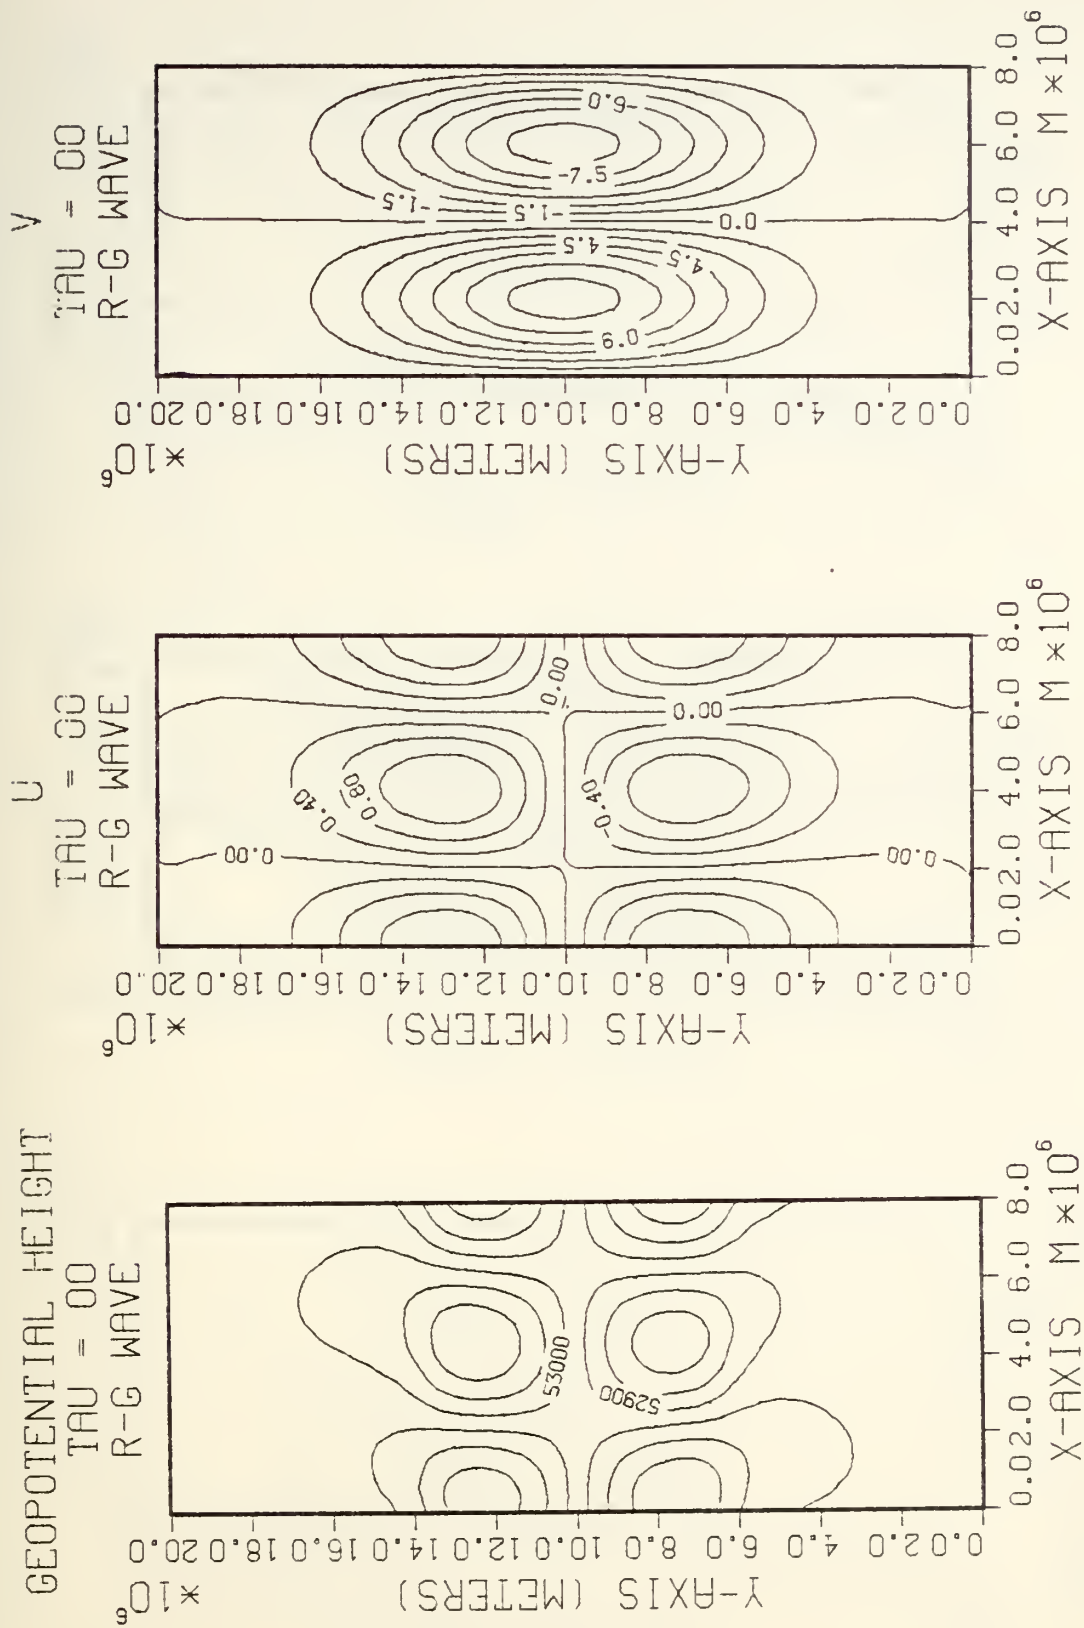 GEOPOTENTIAL HEIGHT
TAU = 00
R-G WAVE
*10⁶
Y-AXIS (METERS)
20.0
18.0
16.0
14.0
12.0
10.0
8.0
6.0
4.0
2.0
0.0
53000
52900
0.0 2.0 4.0 6.0 8.0
X-AXIS M *10⁶
U
TAU = 00
R-G WAVE
*10⁶
Y-AXIS (METERS)
20.0
18.0
16.0
14.0
12.0
10.0
8.0
6.0
4.0
2.0
0.0
0.00
0.40
0.80
0.00
-0.40
0.00
0.00
0.0 2.0 4.0 6.0 8.0
X-AXIS M *10⁶
V
TAU = 00
R-G WAVE
*10⁶
Y-AXIS (METERS)
20.0
18.0
16.0
14.0
12.0
10.0
8.0
6.0
4.0
2.0
0.0
-6.0
-7.5
-1.5
-1.5
0.0
4.5
4.5
6.0
0.0 2.0 4.0 6.0 8.0
X-AXIS M *10⁶